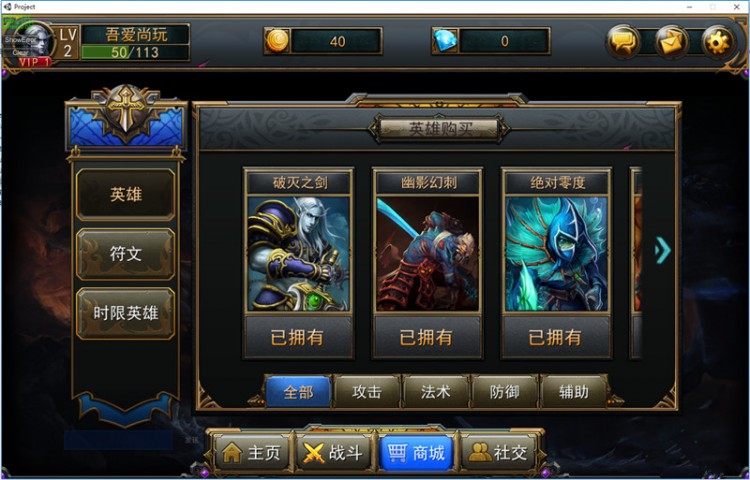 Project
ShowError
Clear
LV
2
吾爱尚玩
50/113
VIP 1
40
0
英雄
符文
时限英雄
英雄购买
破灭之剑
幽影幻刺
绝对零度
已拥有
已拥有
已拥有
全部
攻击
法术
防御
辅助
主页
战斗
商城
社交